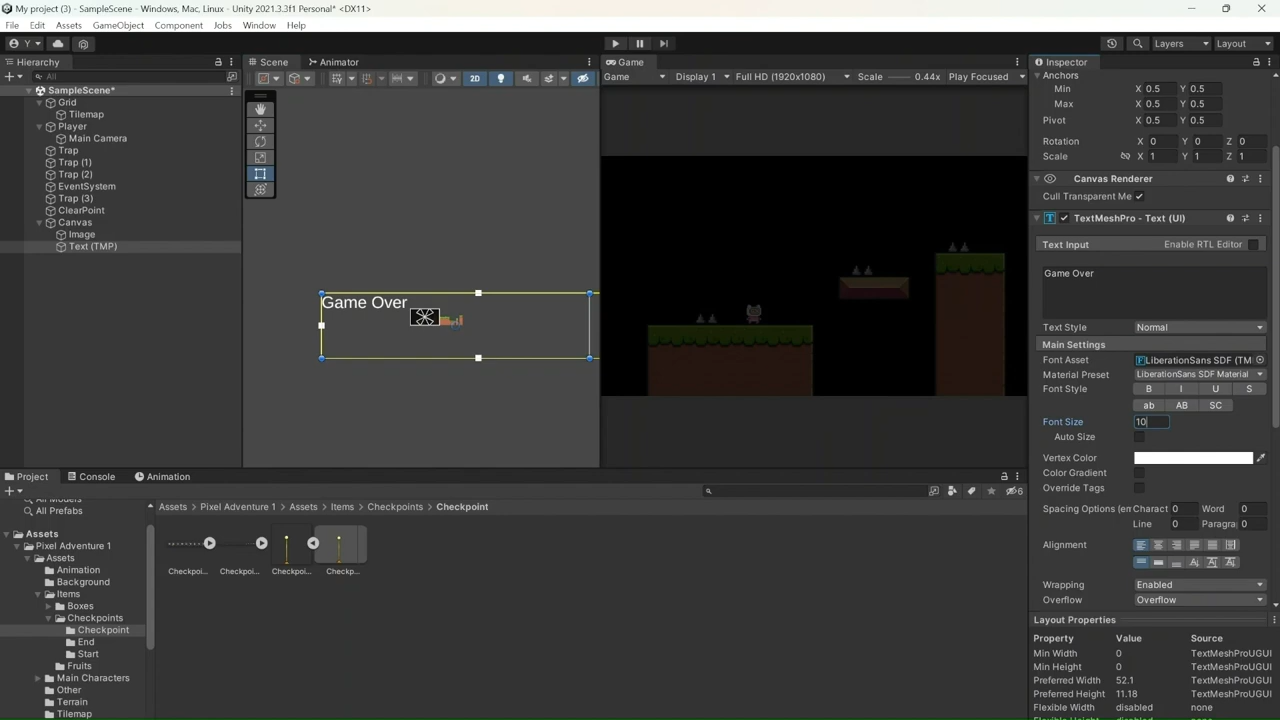 My project (3) - SampleScene - Windows, Mac, Linux - Unity 2021.3.3f1 Personal* <DX11>
File Edit Assets GameObject Component Jobs Window Help
Y
Layers Layout
Hierarchy
All
SampleScene*
Grid
Tilemap
Player
Main Camera
Trap
Trap (1)
Trap (2)
EventSystem
Trap (3)
ClearPoint
Canvas
Image
Text (TMP)
Scene Animator
2D
Game Over
Game
Game Display 1 Full HD (1920x1080) Scale 0.44x Play Focused
Inspector
Anchors
Min X 0.5 Y 0.5
Max X 0.5 Y 0.5
Pivot X 0.5 Y 0.5
Rotation X 0 Y 0 Z 0
Scale X 1 Y 1 Z 1
Canvas Renderer
Cull Transparent Me
TextMeshPro - Text (UI)
Text Input Enable RTL Editor
Game Over
Text Style Normal
Main Settings
Font Asset LiberationSans SDF (TM
Material Preset LiberationSans SDF Material
Font Style B I U S
ab AB SC
Font Size 10
Auto Size
Vertex Color
Color Gradient
Override Tags
Spacing Options (em Charact 0 Word 0
Line 0 Paragra 0
Alignment
Wrapping Enabled
Overflow Overflow
Layout Properties
Property Value Source
Min Width 0 TextMeshProUGUI
Min Height 0 TextMeshProUGUI
Preferred Width 52.1 TextMeshProUGUI
Preferred Height 11.18 TextMeshProUGUI
Flexible Width disabled none
Project Console Animation
6
All Models
All Prefabs
Assets
Pixel Adventure 1
Assets
Animation
Background
Items
Boxes
Checkpoints
Checkpoint
End
Start
Fruits
Main Characters
Other
Terrain
Tilemap
Assets > Pixel Adventure 1 > Assets > Items > Checkpoints > Checkpoint
Checkpoi... Checkpoi... Checkpoi... Checkp...